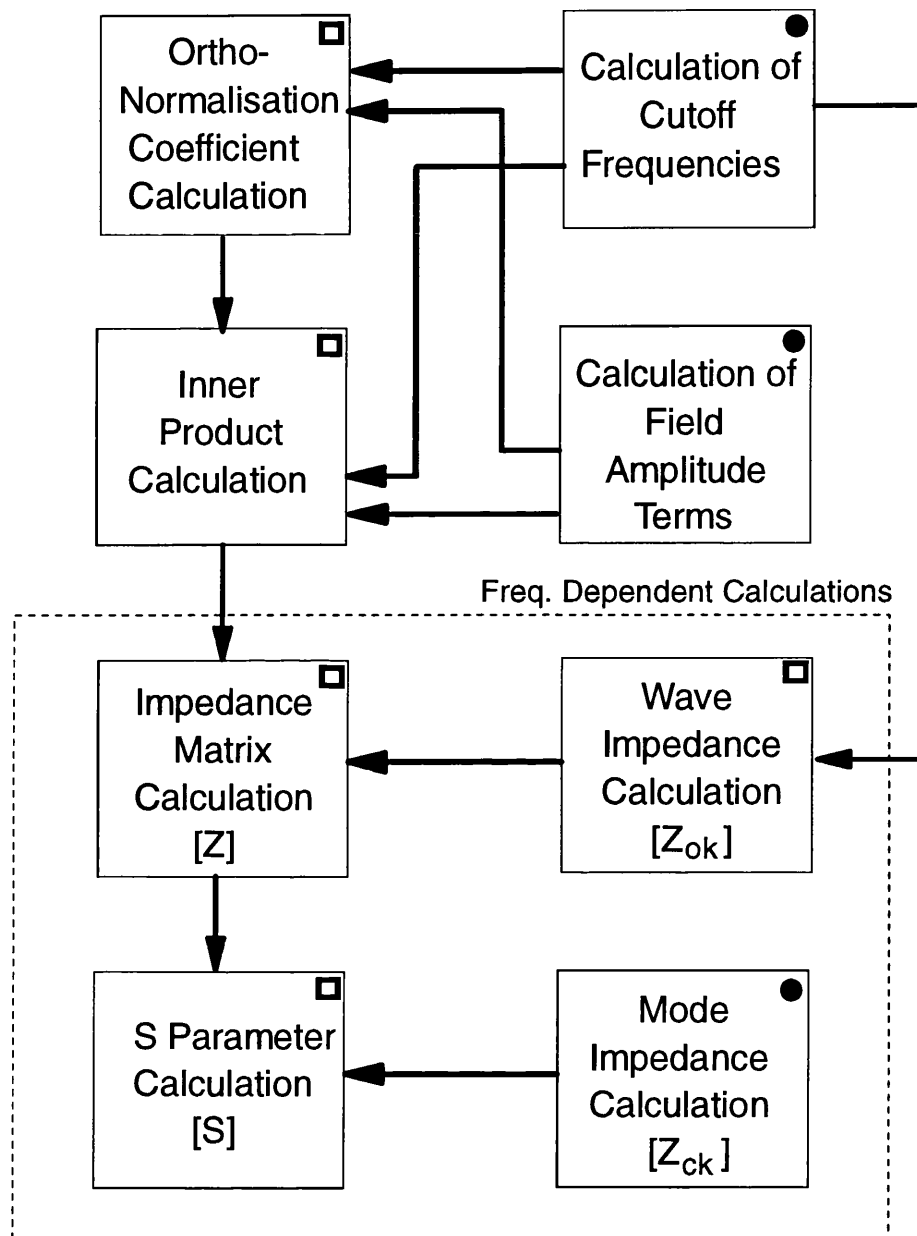 Ortho-
Normalisation
Coefficient
Calculation
Calculation of
Cutoff
Frequencies
Inner
Product
Calculation
Calculation of
Field
Amplitude
Terms
Freq. Dependent Calculations
Impedance
Matrix
Calculation
[Z]
Wave
Impedance
Calculation
[Zok]
S Parameter
Calculation
[S]
Mode
Impedance
Calculation
[Zck]